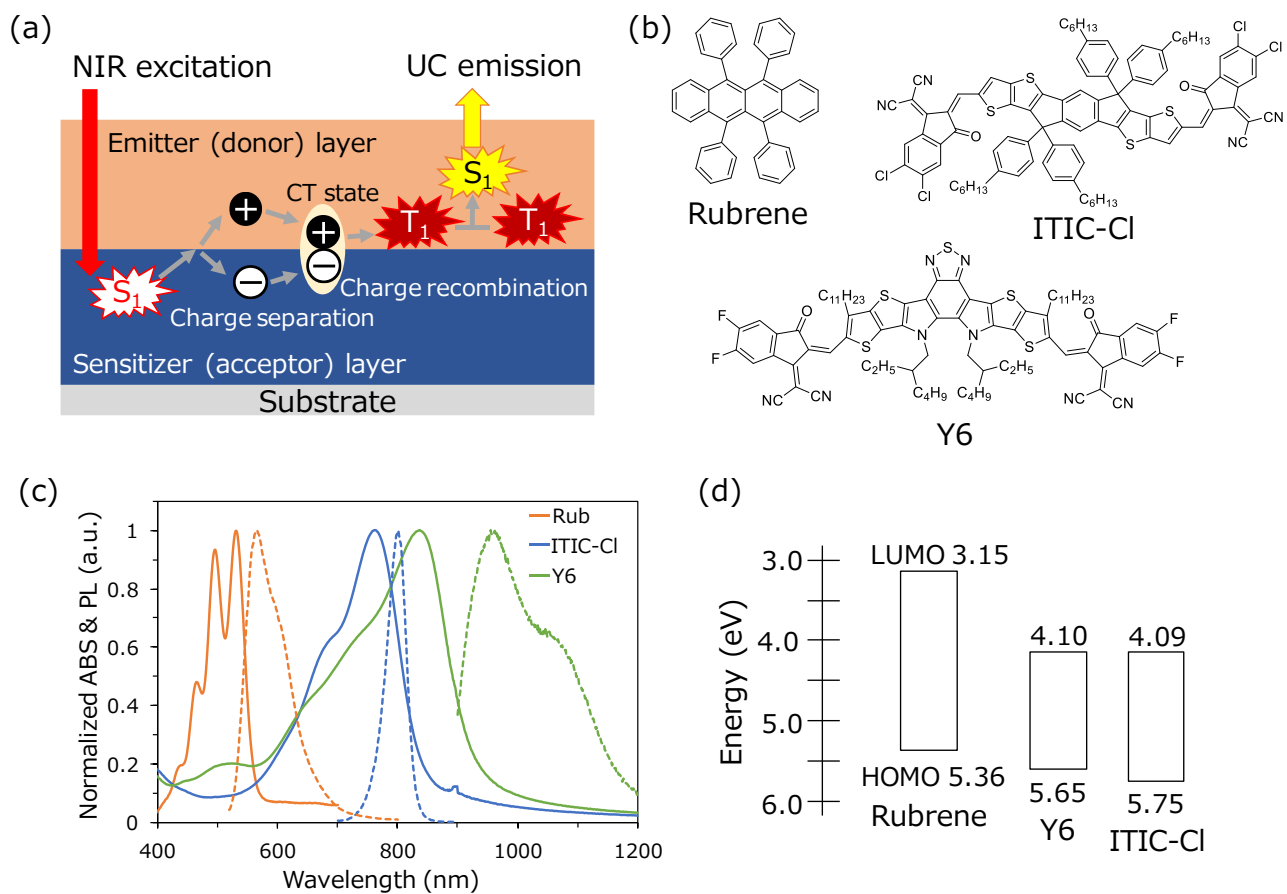 (a)
NIR excitation
UC emission
Emitter (donor) layer
S1
CT state
+
+
T1
T1
−
−
S1
Charge separation
Charge recombination
Sensitizer (acceptor) layer
Substrate
(b)
Rubrene
C6H13
C6H13
Cl
Cl
O
CN
NC
S
S
S
S
O
CN
NC
Cl
Cl
C6H13
C6H13
ITIC-Cl
S
N
N
C11H23
C11H23
O
O
F
F
S
S
S
S
N
N
F
F
C2H5
C2H5
C4H9
C4H9
NC
CN
NC
CN
Y6
(c)
Normalized ABS & PL (a.u.)
1
0.8
0.6
0.4
0.2
0
Rub
ITIC-Cl
Y6
400
600
800
1000
1200
Wavelength (nm)
(d)
Energy (eV)
3.0
4.0
5.0
6.0
LUMO 3.15
4.10
4.09
HOMO 5.36
5.65
5.75
Rubrene
Y6
ITIC-Cl